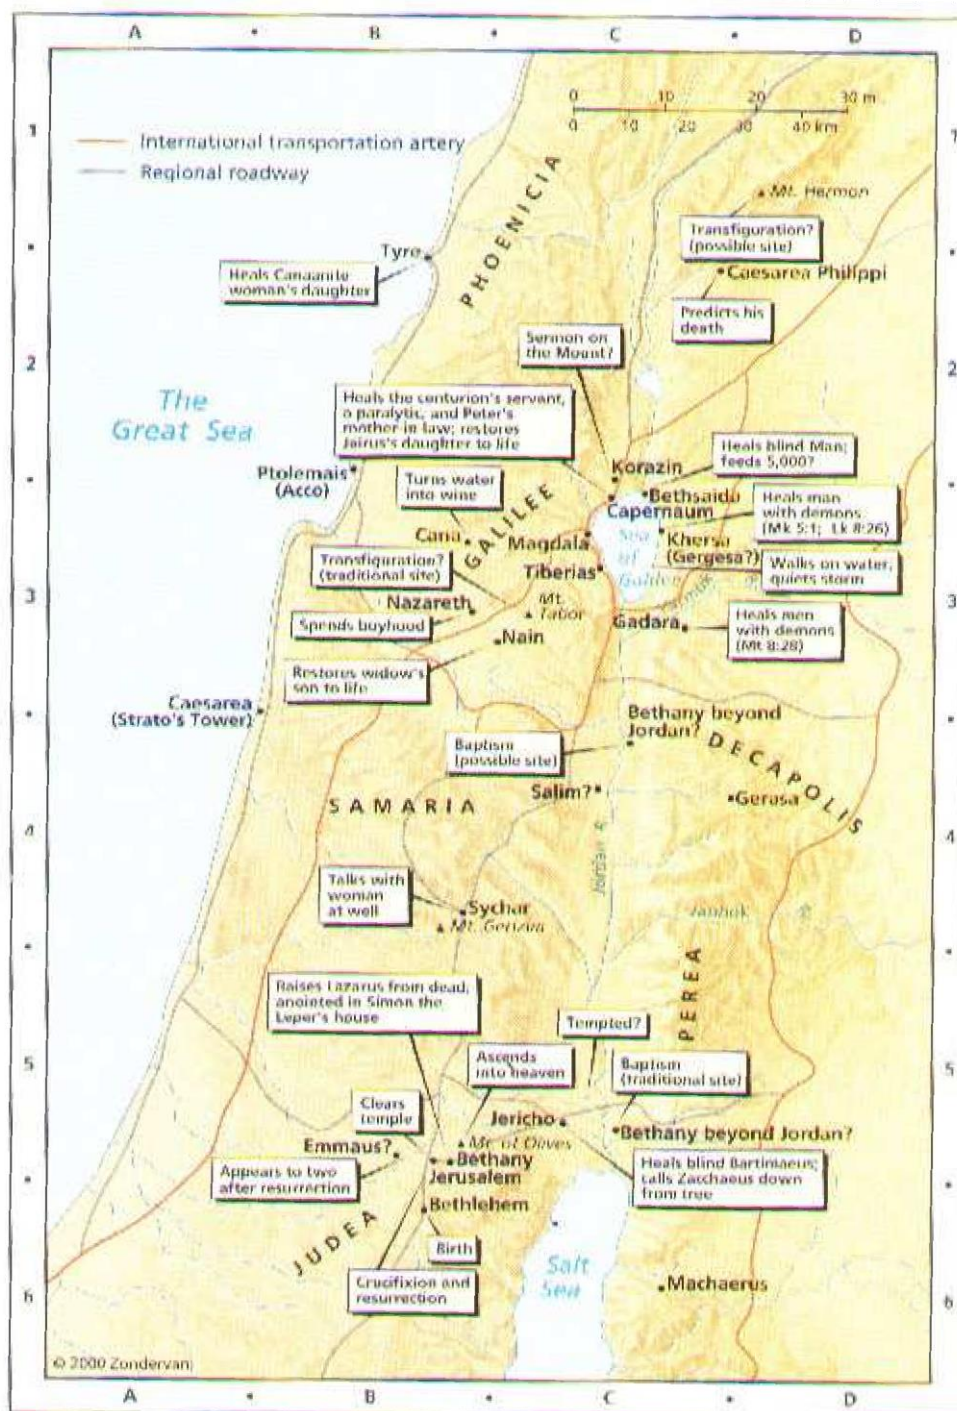 A B C D
0 10 20 30 m
0 10 20 30 40 km
1 1
International transportation artery
Regional roadway
PHOENICIA
Mt. Hermon
Transfiguration?
(possible site)
Tyre
Caesarea Philippi
Heals Canaanite
woman's daughter
Predicts his
death
Sermon on
the Mount?
2 2
The
Great Sea
Heals the centurion's servant,
a paralytic, and Peter's
mother in law; restores
Jairus's daughter to life
Heals blind Man;
feeds 5,000?
Korazin
Ptolemais
(Acco)
Turns water
into wine
Bethsaida
Capernaum
Heals man
with demons
(Mk 5:1; Lk 8:26)
Cana
GALILEE
Magdala
Sea
of
Galilee
Khersa
(Gergesa?)
Transfiguration?
(traditional site)
Tiberias
Walks on water,
quiets storm
Yarmuk
3 3
Nazareth
Mt.
Tabor
Spends boyhood
Nain
Gadara
Heals men
with demons
(Mt 8:28)
Restores widow's
son to life
Caesarea
(Strato's Tower)
Bethany beyond
Jordan?
DECAPOLIS
Baptism
(possible site)
Salim?
Gerasa
SAMARIA
4 4
Jordan R.
Talks with
woman
at well
Sychar
Mt. Gerizim
Jabbok
PEREA
Raises Lazarus from dead,
anointed in Simon the
Leper's house
Tempted?
5 5
Ascends
into heaven
Baptism
(traditional site)
Clears
temple
Jericho
Bethany beyond Jordan?
Emmaus?
Mt. of Olives
Bethany
Jerusalem
Appears to two
after resurrection
Heals blind Bartimaeus;
calls Zacchaeus down
from tree
Bethlehem
JUDEA
Birth
Salt
Sea
Crucifixion and
resurrection
Machaerus
6 6
© 2000 Zondervan
A B C D